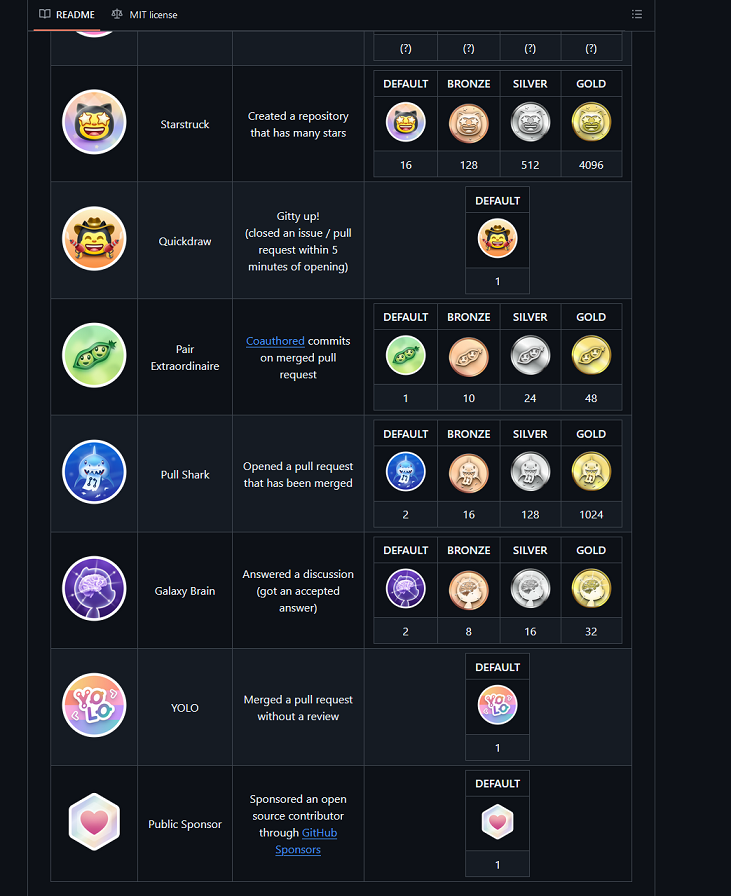 README
MIT license
(?) (?) (?) (?)
Starstruck
Created a repository
that has many stars
DEFAULT BRONZE SILVER GOLD
16 128 512 4096
Quickdraw
Gitty up!
(closed an issue / pull
request within 5
minutes of opening)
DEFAULT
1
Pair
Extraordinaire
Coauthored commits
on merged pull
request
DEFAULT BRONZE SILVER GOLD
1 10 24 48
Pull Shark
Opened a pull request
that has been merged
DEFAULT BRONZE SILVER GOLD
2 16 128 1024
Galaxy Brain
Answered a discussion
(got an accepted
answer)
DEFAULT BRONZE SILVER GOLD
2 8 16 32
YOLO
YOLO
Merged a pull request
without a review
DEFAULT
YOLO
1
Public Sponsor
Sponsored an open
source contributor
through GitHub
Sponsors
DEFAULT
1